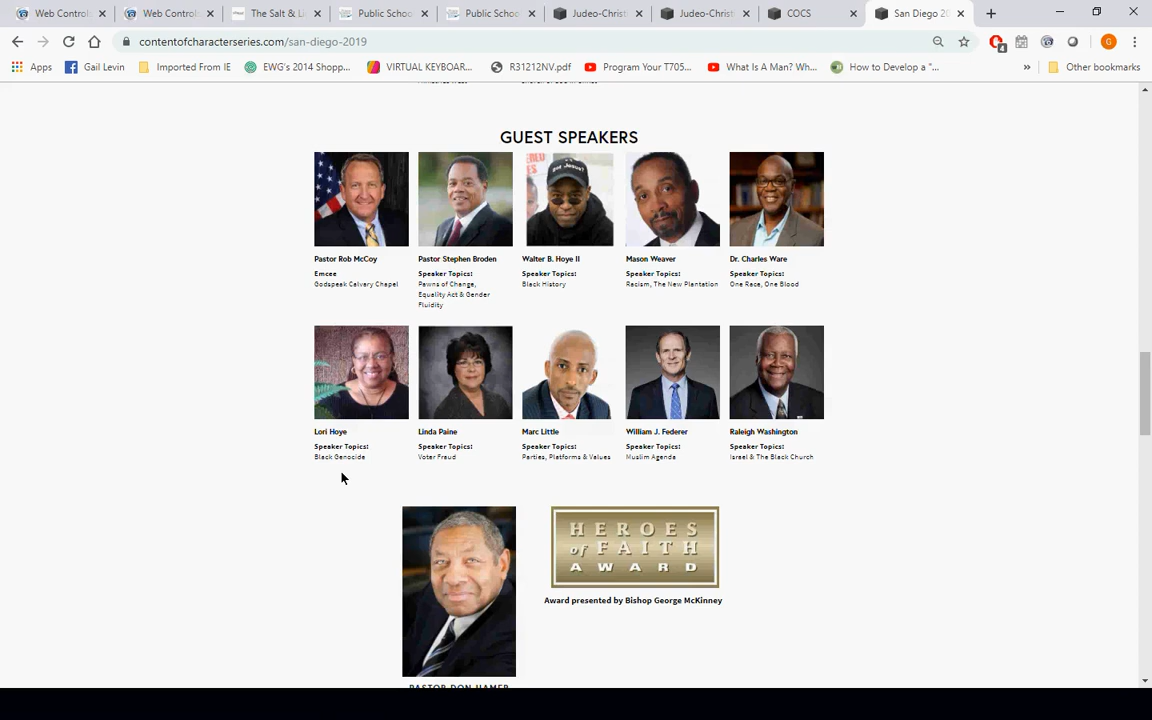 Web Control
Web Control
The Salt & Li
Public Schoo
Public Schoo
Judeo-Christ
Judeo-Christ
COCS
San Diego 20
contentofcharacterseries.com/san-diego-2019
4
G
Apps
Gail Levin
Imported From IE
EWG's 2014 Shopp...
VIRTUAL KEYBOAR...
R31212NV.pdf
Program Your T705...
What Is A Man? Wh...
How to Develop a "...
»
Other bookmarks
GUEST SPEAKERS
got Jesus?
Pastor Rob McCoy
Emcee
Godspeak Calvary Chapel
Pastor Stephen Broden
Speaker Topics:
Pawns of Change,
Equality Act & Gender
Fluidity
Walter B. Hoye II
Speaker Topics:
Black History
Mason Weaver
Speaker Topics:
Racism, The New Plantation
Dr. Charles Ware
Speaker Topics:
One Race, One Blood
Lori Hoye
Speaker Topics:
Black Genocide
Linda Paine
Speaker Topics:
Voter Fraud
Marc Little
Speaker Topics:
Parties, Platforms & Values
William J. Federer
Speaker Topics:
Muslim Agenda
Raleigh Washington
Speaker Topics:
Israel & The Black Church
HEROES
of FAITH
AWARD
Award presented by Bishop George McKinney
PASTOR DON HAMER